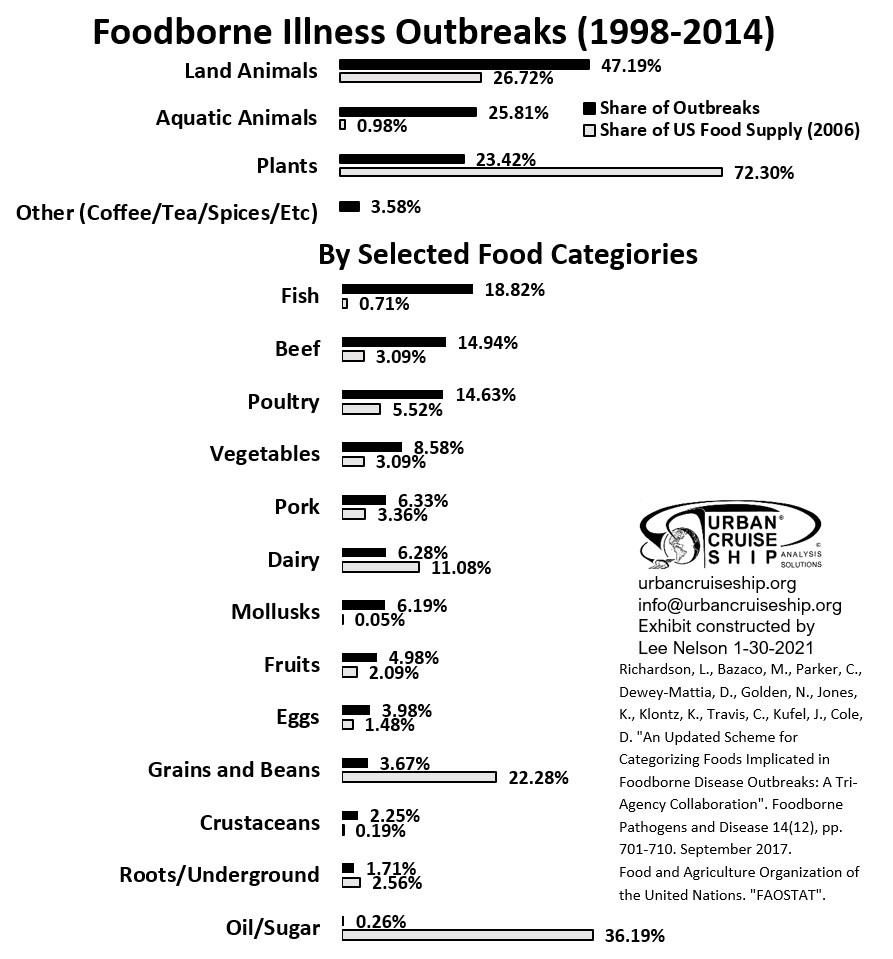 Foodborne Illness Outbreaks (1998-2014)
Land Animals
47.19%
26.72%
Aquatic Animals
25.81%
0.98%
Share of Outbreaks
Share of US Food Supply (2006)
Plants
23.42%
72.30%
Other (Coffee/Tea/Spices/Etc)
3.58%
By Selected Food Categiories
Fish
18.82%
0.71%
Beef
14.94%
3.09%
Poultry
14.63%
5.52%
Vegetables
8.58%
3.09%
Pork
6.33%
3.36%
Dairy
6.28%
11.08%
Mollusks
6.19%
0.05%
Fruits
4.98%
2.09%
Eggs
3.98%
1.48%
Grains and Beans
3.67%
22.28%
Crustaceans
2.25%
0.19%
Roots/Underground
1.71%
2.56%
Oil/Sugar
0.26%
36.19%
URBAN®
CRUISE
SHIP
©
ANALYSIS
SOLUTIONS
urbancruiseship.org
info@urbancruiseship.org
Exhibit constructed by
Lee Nelson 1-30-2021
Richardson, L., Bazaco, M., Parker, C.,
Dewey-Mattia, D., Golden, N., Jones,
K., Klontz, K., Travis, C., Kufel, J., Cole,
D. "An Updated Scheme for
Categorizing Foods Implicated in
Foodborne Disease Outbreaks: A Tri-
Agency Collaboration". Foodborne
Pathogens and Disease 14(12), pp.
701-710. September 2017.
Food and Agriculture Organization of
the United Nations. "FAOSTAT".